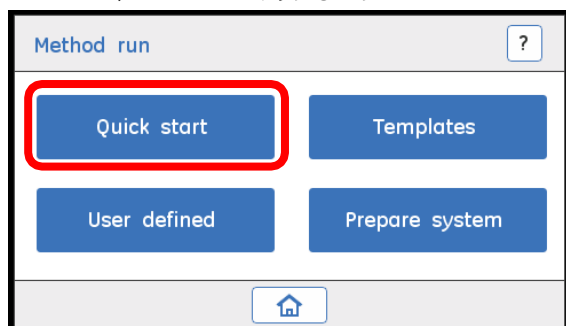 Method run ?
Quick start Templates
User defined Prepare system